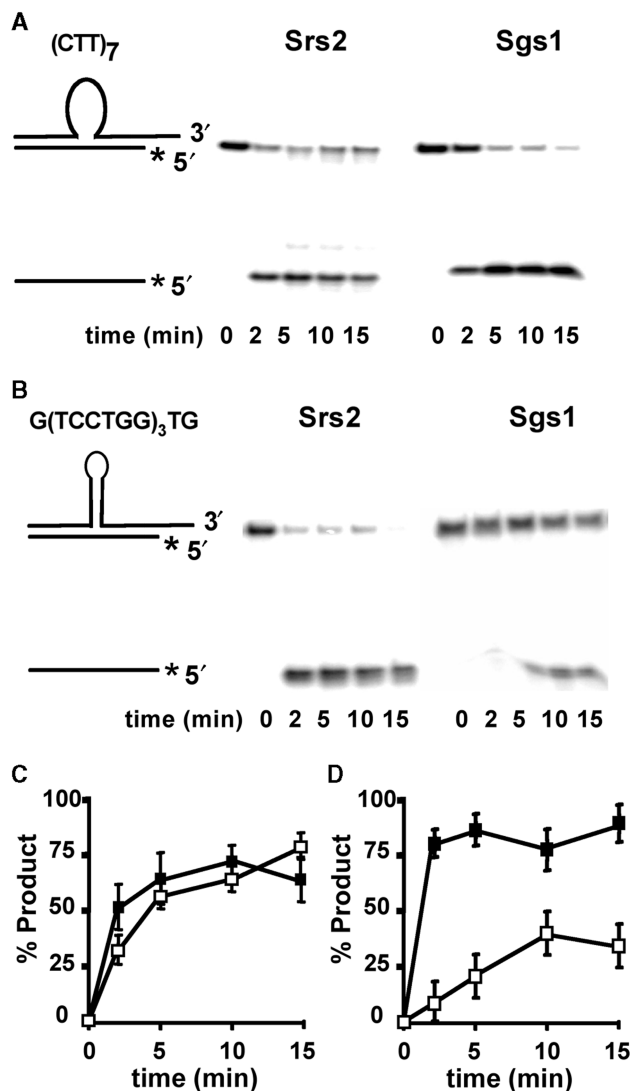 A
(CTT)7 Srs2 Sgs1
3′
* 5′
* 5′
time (min) 0 2 5 10 15 0 2 5 10 15
B
G(TCCTGG)3TG Srs2 Sgs1
3′
* 5′
* 5′
time (min) 0 2 5 10 15 0 2 5 10 15
C D
100 100
75 75
50 50
25 25
0 0
% Product % Product
0 5 10 15 0 5 10 15
time (min) time (min)